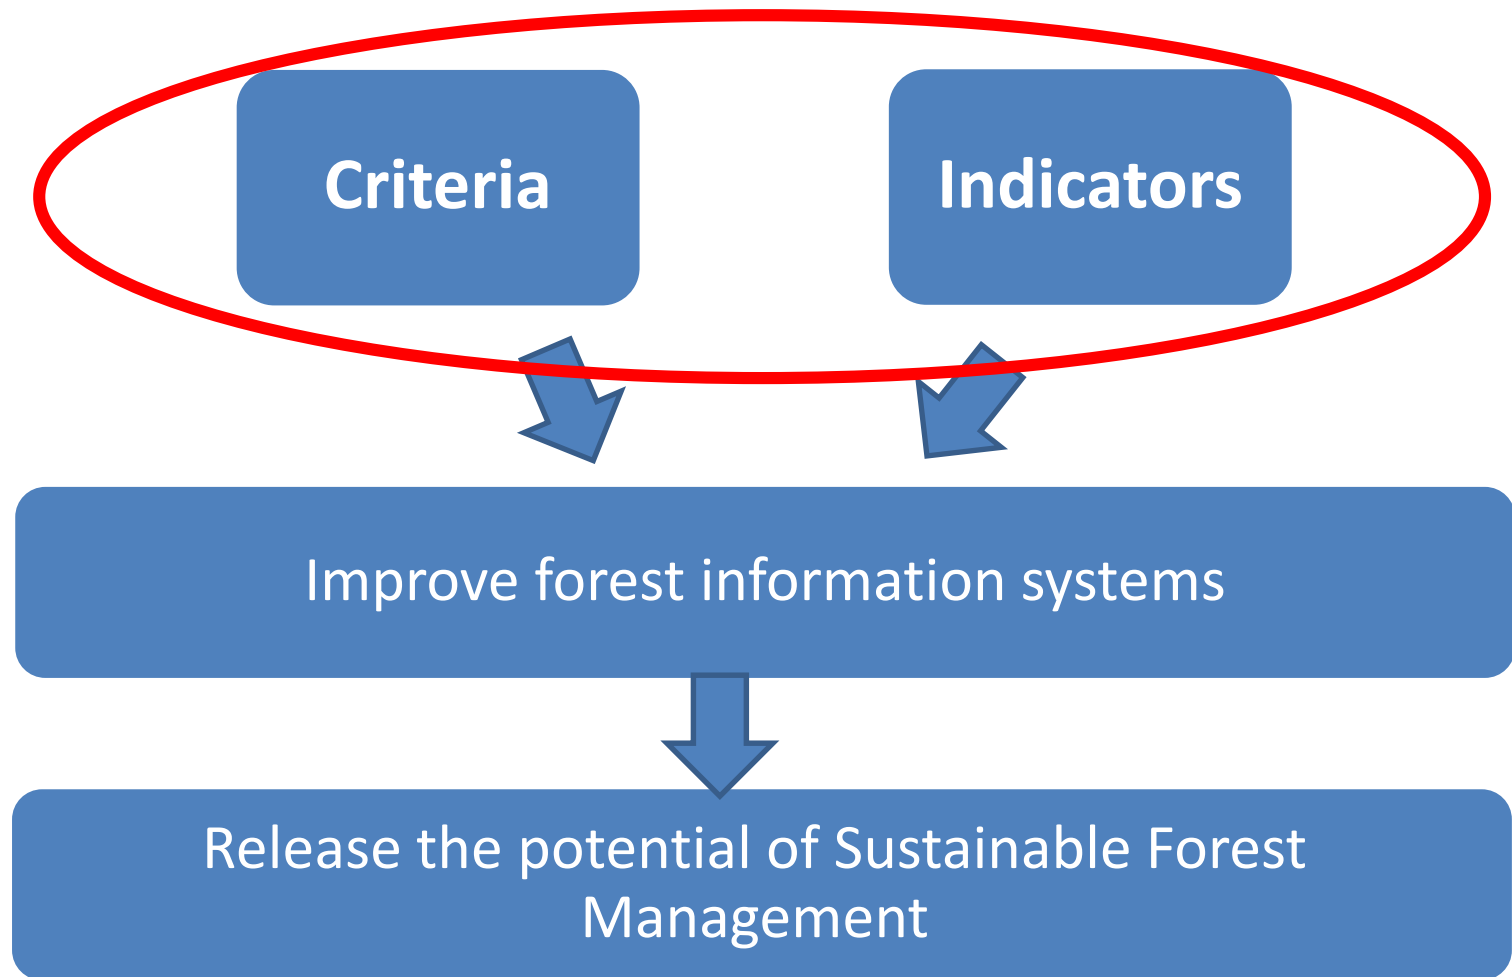 Criteria
Indicators
Improve forest information systems
Release the potential of Sustainable Forest
Management